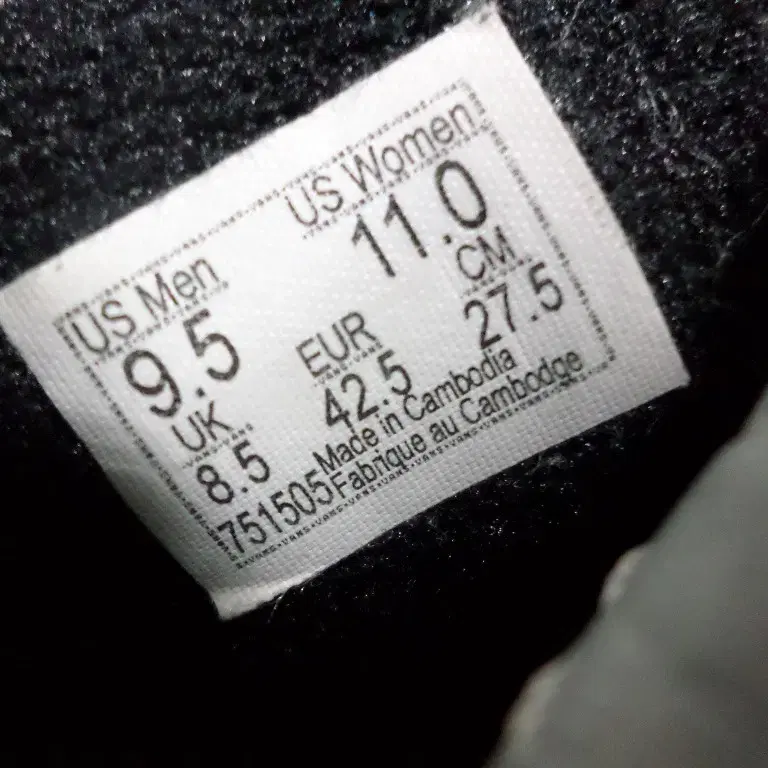 US Men US Women
9.5 11.0
UK EUR CM
8.5 42.5 27.5
751505 Made in Cambodia
Fabrique au Cambodge